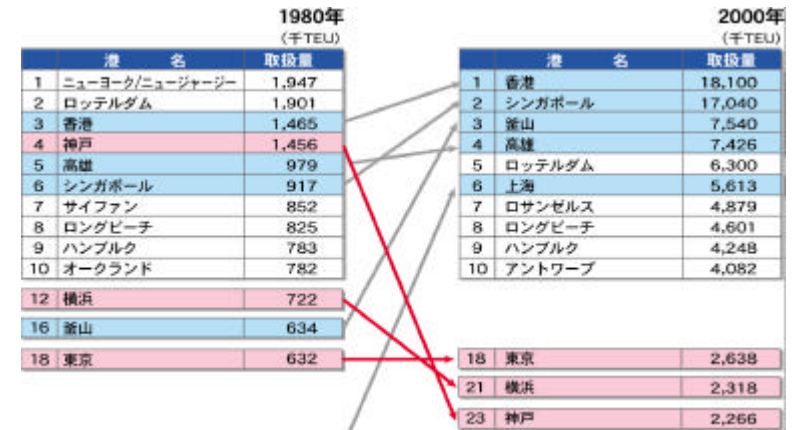 1980年
(千TEU)
港 名 取扱量
1 ニューヨーク/ニュージャージー 1,947
2 ロッテルダム 1,901
3 香港 1,465
4 神戸 1,456
5 高雄 979
6 シンガポール 917
7 サイファン 852
8 ロングビーチ 825
9 ハンブルク 783
10 オークランド 782
12 横浜 722
16 釜山 634
18 東京 632
2000年
(千TEU)
港 名 取扱量
1 香港 18,100
2 シンガポール 17,040
3 釜山 7,540
4 高雄 7,426
5 ロッテルダム 6,300
6 上海 5,613
7 ロサンゼルス 4,879
8 ロングビーチ 4,601
9 ハンブルク 4,248
10 アントワープ 4,082
18 東京 2,638
21 横浜 2,318
23 神戸 2,266